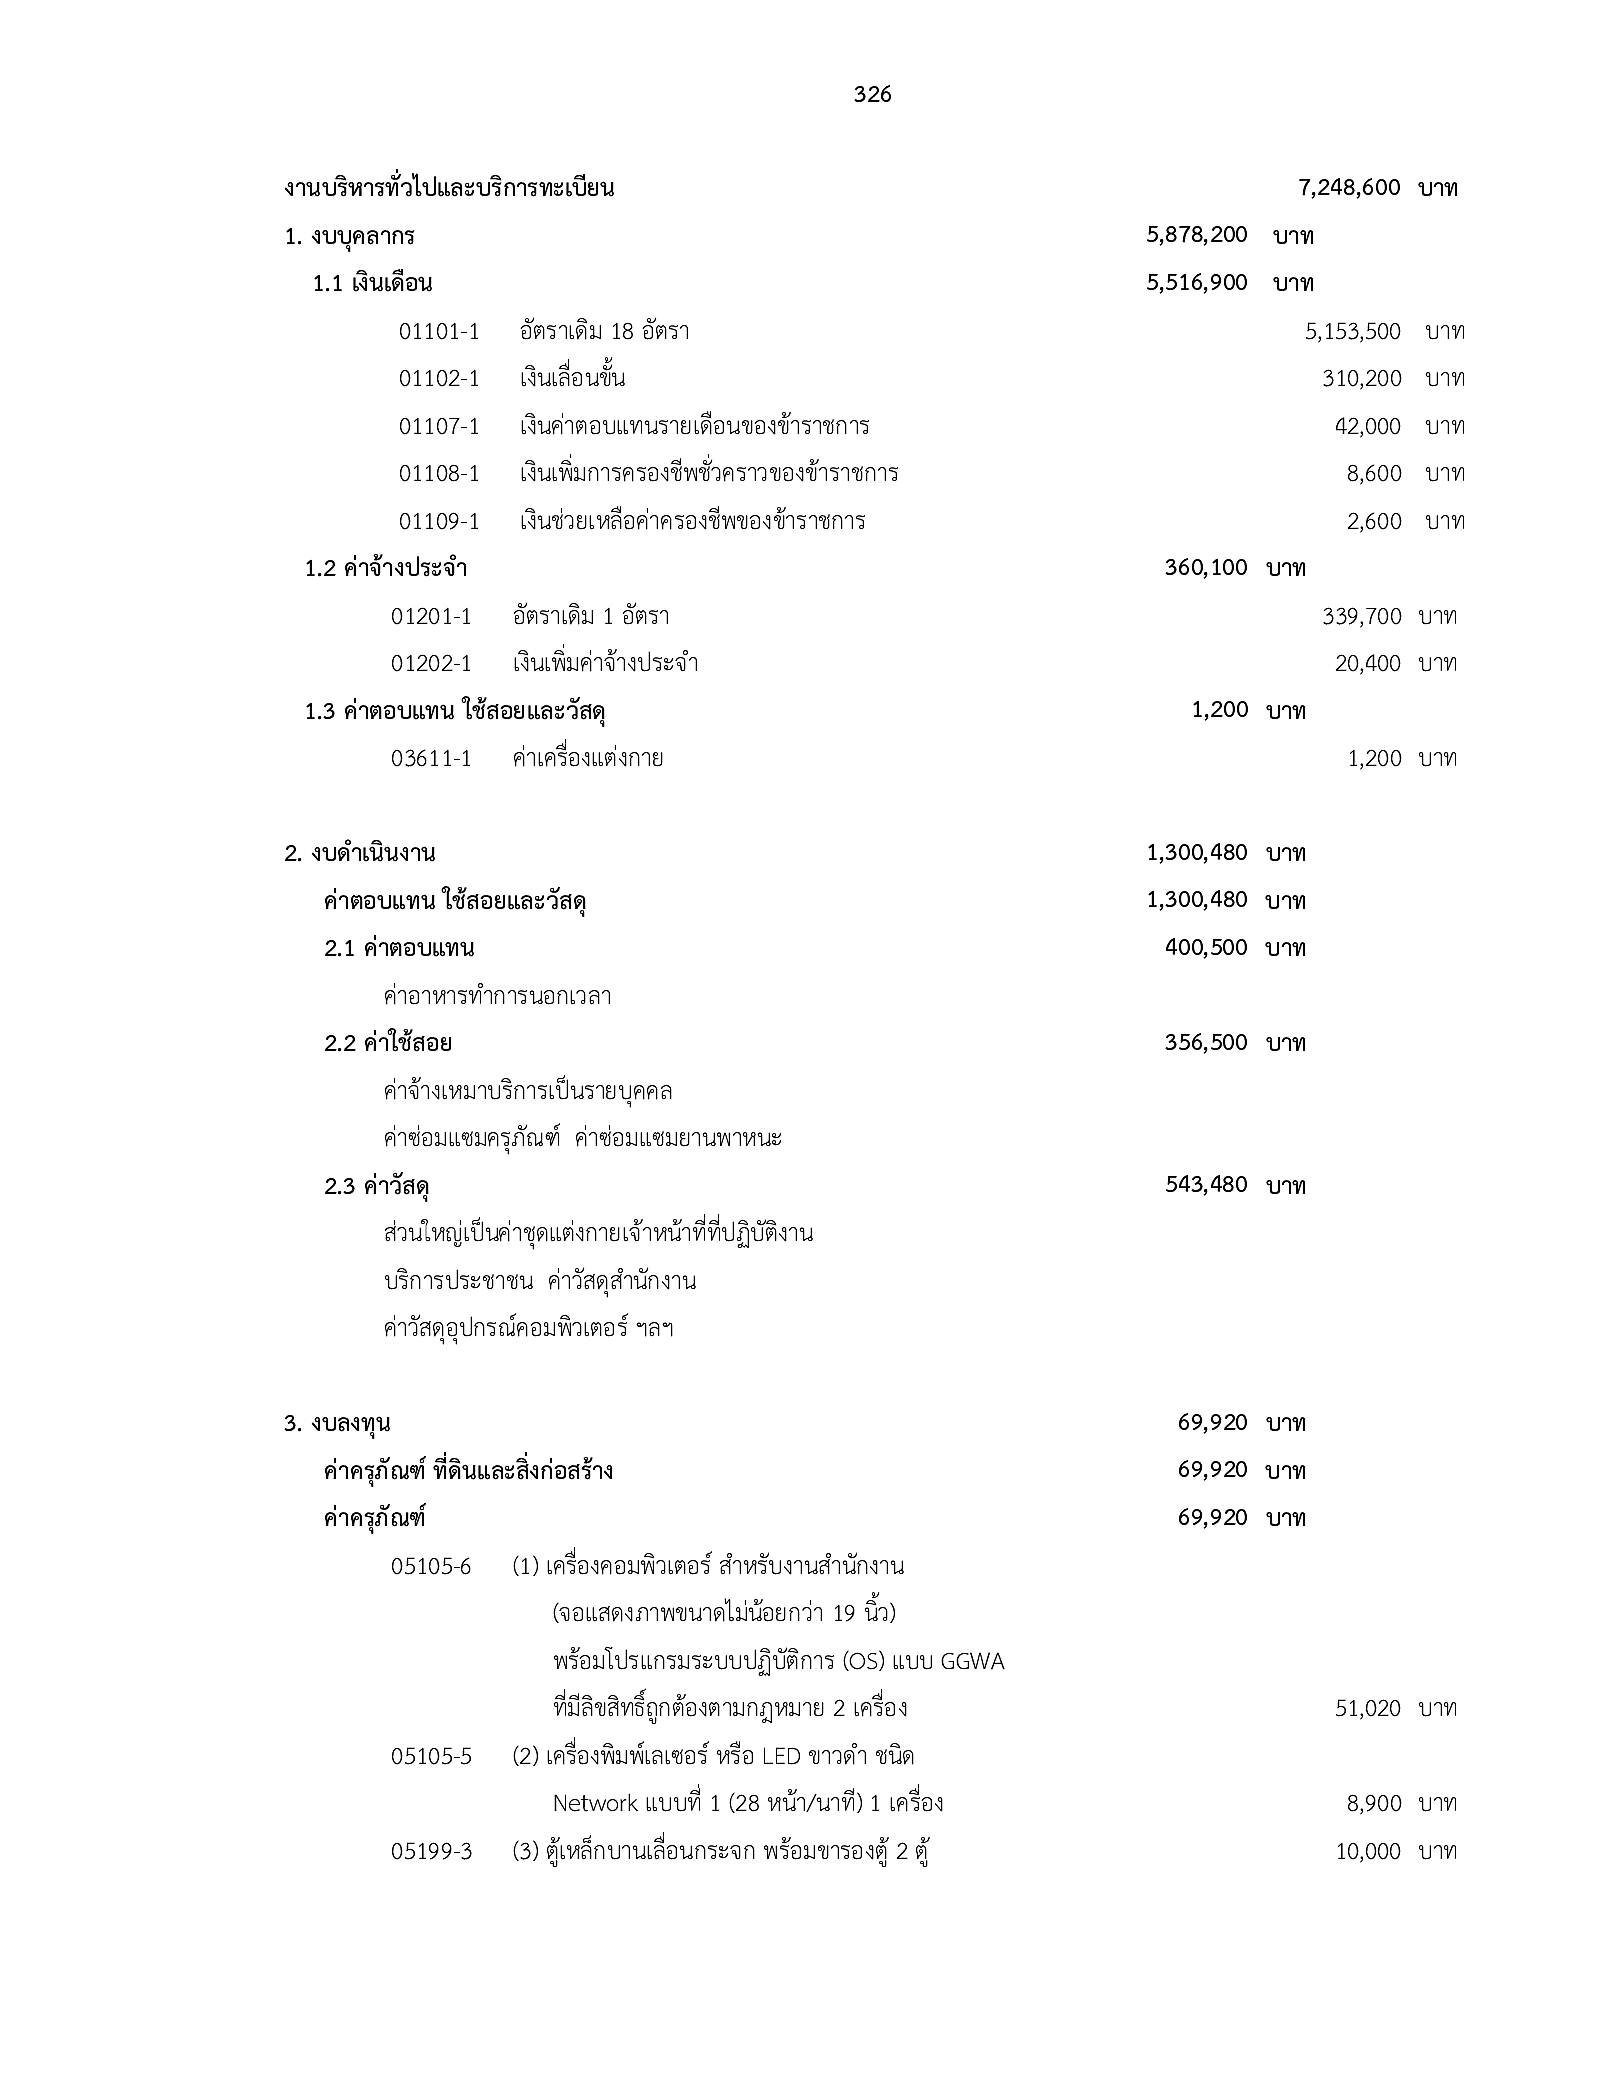 326
งานบริหารทั่วไปและบริการทะเบียน 7,248,600 บาท
1. งบบุคลากร 5,878,200 บาท
1.1 เงินเดือน 5,516,900 บาท
01101-1 อัตราเดิม 18 อัตรา 5,153,500 บาท
01102-1 เงินเลื่อนขั้น 310,200 บาท
01107-1 เงินค่าตอบแทนรายเดือนของข้าราชการ 42,000 บาท
01108-1 เงินเพิ่มการครองชีพชั่วคราวของข้าราชการ 8,600 บาท
01109-1 เงินช่วยเหลือค่าครองชีพของข้าราชการ 2,600 บาท
1.2 ค่าจ้างประจำ 360,100 บาท
01201-1 อัตราเดิม 1 อัตรา 339,700 บาท
01202-1 เงินเพิ่มค่าจ้างประจำ 20,400 บาท
1.3 ค่าตอบแทน ใช้สอยและวัสดุ 1,200 บาท
03611-1 ค่าเครื่องแต่งกาย 1,200 บาท
2. งบดำเนินงาน 1,300,480 บาท
ค่าตอบแทน ใช้สอยและวัสดุ 1,300,480 บาท
2.1 ค่าตอบแทน 400,500 บาท
ค่าอาหารทำการนอกเวลา
2.2 ค่าใช้สอย 356,500 บาท
ค่าจ้างเหมาบริการเป็นรายบุคคล
ค่าซ่อมแซมครุภัณฑ์ ค่าซ่อมแซมยานพาหนะ
2.3 ค่าวัสดุ 543,480 บาท
ส่วนใหญ่เป็นค่าชุดแต่งกายเจ้าหน้าที่ที่ปฏิบัติงาน
บริการประชาชน ค่าวัสดุสำนักงาน
ค่าวัสดุอุปกรณ์คอมพิวเตอร์ ฯลฯ
3. งบลงทุน 69,920 บาท
ค่าครุภัณฑ์ ที่ดินและสิ่งก่อสร้าง 69,920 บาท
ค่าครุภัณฑ์ 69,920 บาท
05105-6 (1) เครื่องคอมพิวเตอร์ สำหรับงานสำนักงาน
(จอแสดงภาพขนาดไม่น้อยกว่า 19 นิ้ว)
พร้อมโปรแกรมระบบปฏิบัติการ (OS) แบบ GGWA
ที่มีลิขสิทธิ์ถูกต้องตามกฎหมาย 2 เครื่อง 51,020 บาท
05105-5 (2) เครื่องพิมพ์เลเซอร์ หรือ LED ขาวดำ ชนิด
Network แบบที่ 1 (28 หน้า/นาที) 1 เครื่อง 8,900 บาท
05199-3 (3) ตู้เหล็กบานเลื่อนกระจก พร้อมขารองตู้ 2 ตู้ 10,000 บาท